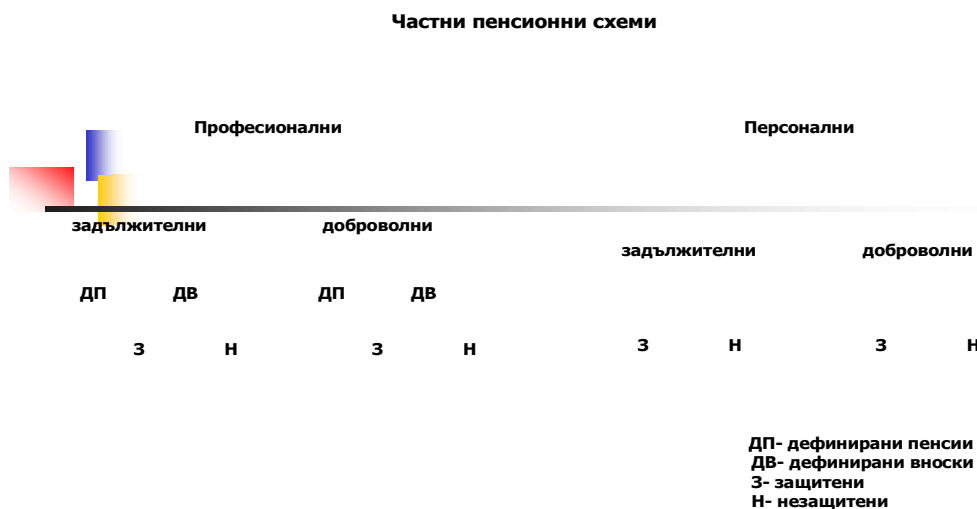 Частни пенсионни схеми
Професионални Персонални
задължителни доброволни
задължителни доброволни
ДП ДВ ДП ДВ
З Н З Н З Н З Н
ДП- дефинирани пенсии
ДВ- дефинирани вноски
З- защитени
Н- незащитени